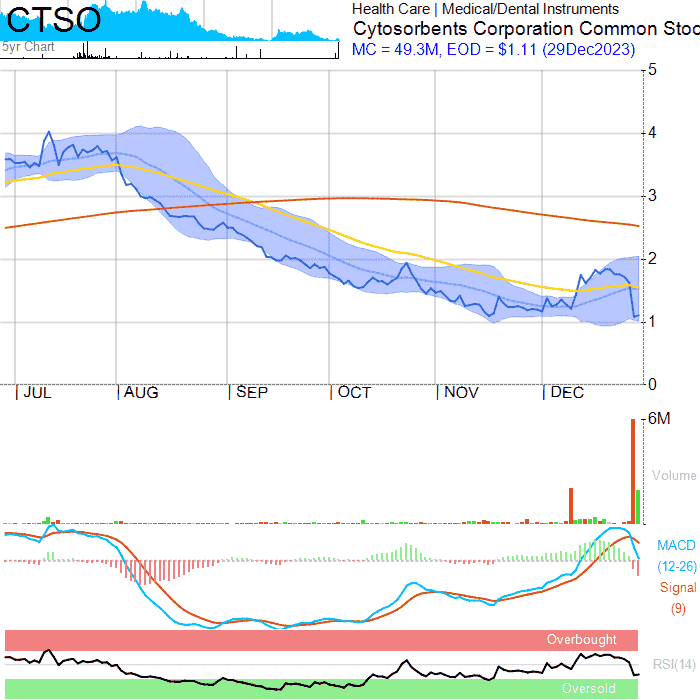 CTSO
5yr Chart
Health Care | Medical/Dental Instruments
Cytosorbents Corporation Common Stoc
MC = 49.3M, EOD = $1.11 (29Dec2023)
5
4
3
2
1
0
JUL AUG SEP OCT NOV DEC
6M
Volume
MACD
(12-26)
Signal
(9)
Overbought
RSI(14)
Oversold